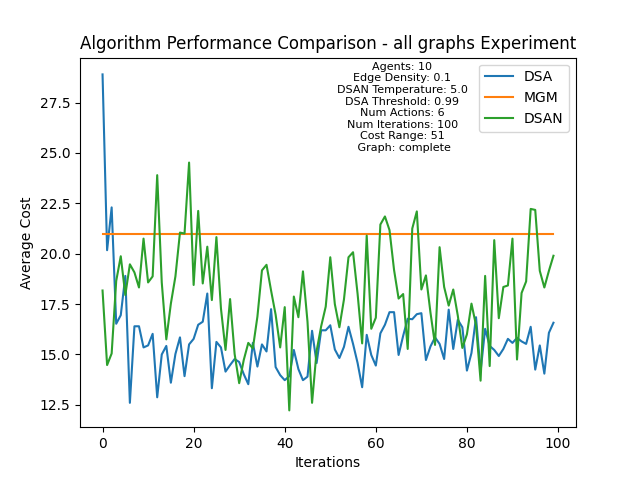 Algorithm Performance Comparison - all graphs Experiment
Agents: 10
Edge Density: 0.1
DSAN Temperature: 5.0
DSA Threshold: 0.99
Num Actions: 6
Num Iterations: 100
Cost Range: 51
Graph: complete
DSA
MGM
DSAN
Average Cost
27.5
25.0
22.5
20.0
17.5
15.0
12.5
0 20 40 60 80 100
Iterations